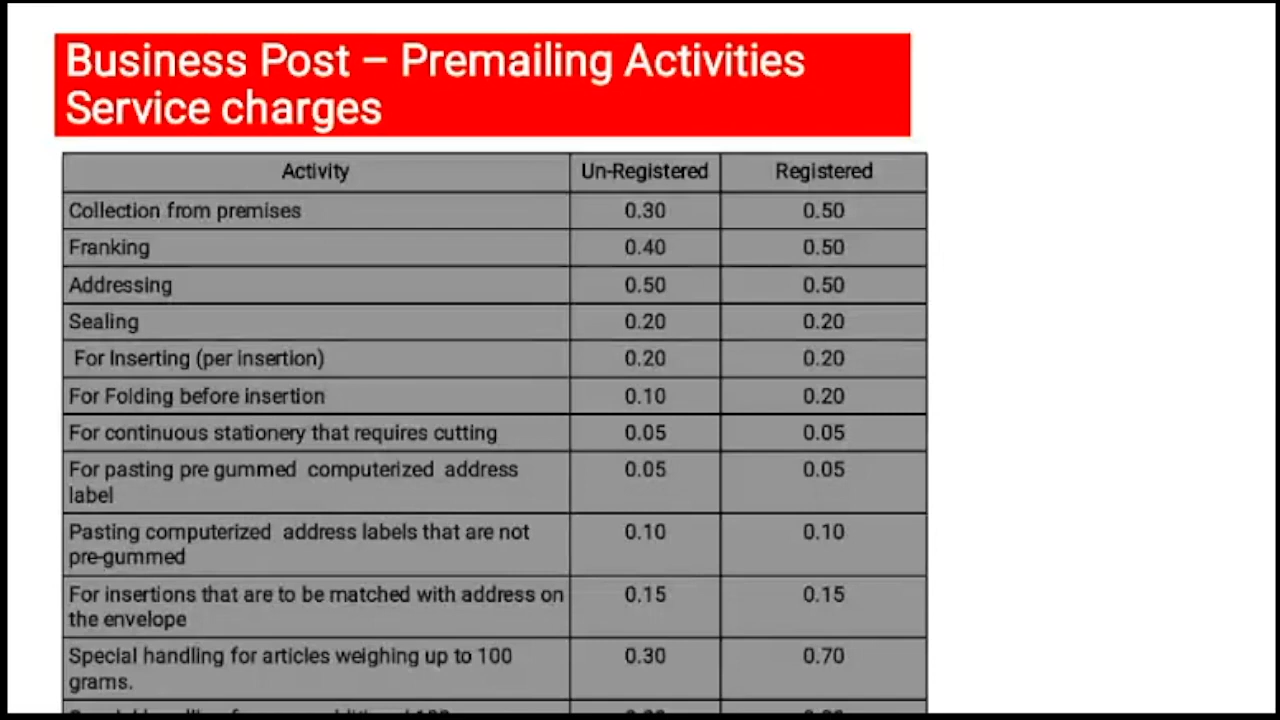 Business Post – Premailing Activities
Service charges
Activity Un-Registered Registered
Collection from premises 0.30 0.50
Franking 0.40 0.50
Addressing 0.50 0.50
Sealing 0.20 0.20
For Inserting (per insertion) 0.20 0.20
For Folding before insertion 0.10 0.20
For continuous stationery that requires cutting 0.05 0.05
For pasting pre gummed computerized address 0.05 0.05
label
Pasting computerized address labels that are not 0.10 0.10
pre-gummed
For insertions that are to be matched with address on 0.15 0.15
the envelope
Special handling for articles weighing up to 100 0.30 0.70
grams.